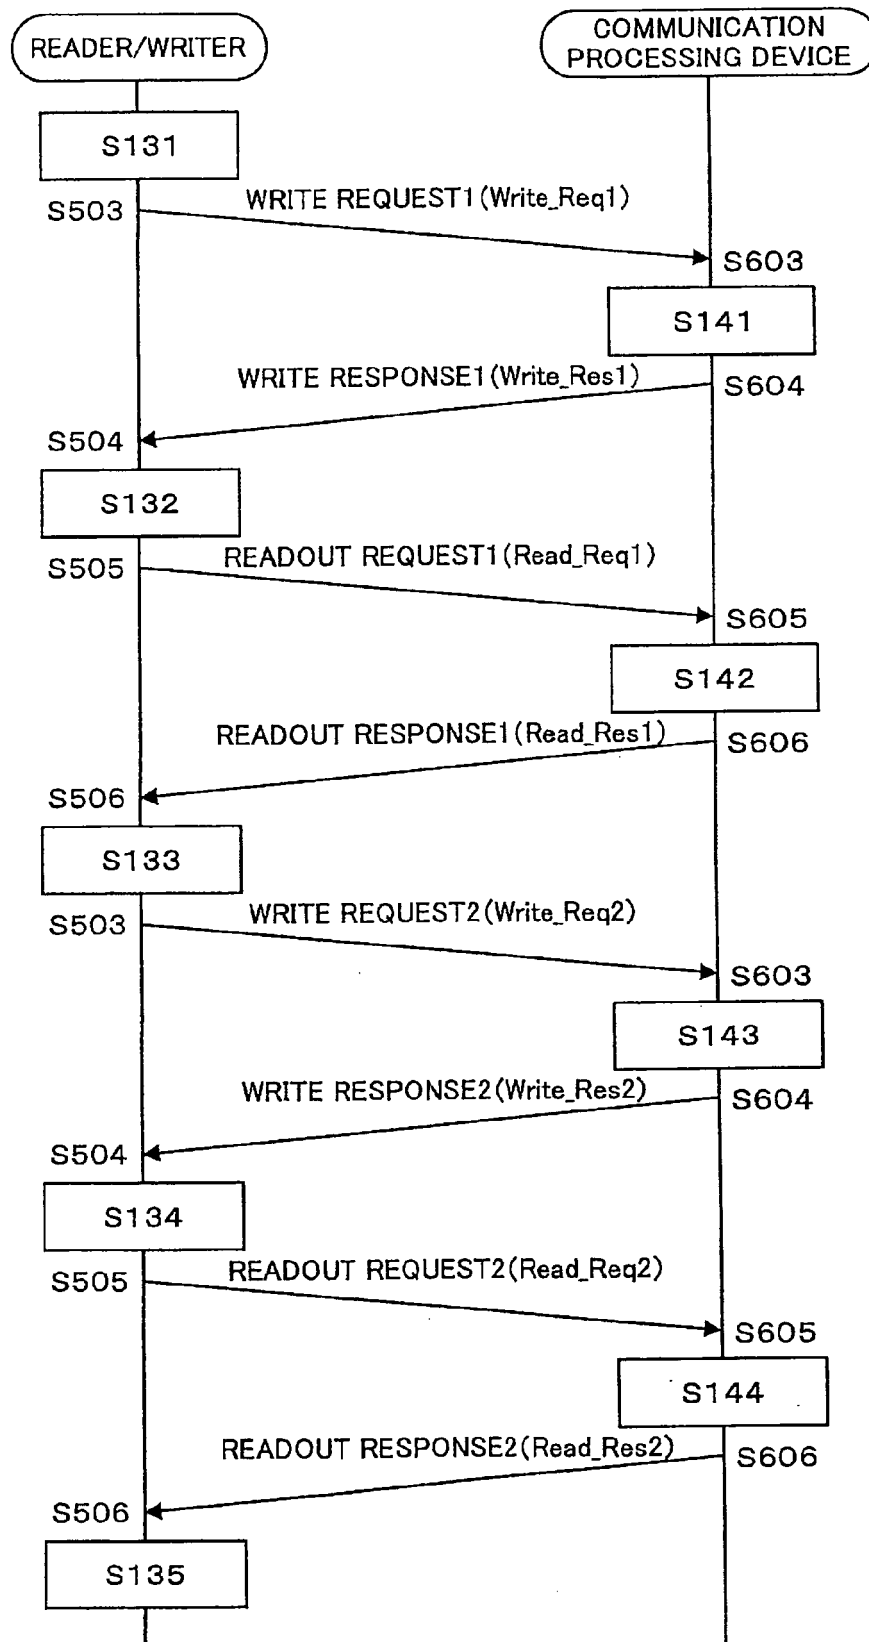 READER/WRITER
COMMUNICATION
PROCESSING DEVICE
S131
S503
WRITE REQUEST1(Write_Req1)
S603
S141
WRITE RESPONSE1(Write_Res1)
S604
S504
S132
S505
READOUT REQUEST1(Read_Req1)
S605
S142
READOUT RESPONSE1(Read_Res1)
S606
S506
S133
S503
WRITE REQUEST2(Write_Req2)
S603
S143
WRITE RESPONSE2(Write_Res2)
S604
S504
S134
S505
READOUT REQUEST2(Read_Req2)
S605
S144
READOUT RESPONSE2(Read_Res2)
S606
S506
S135